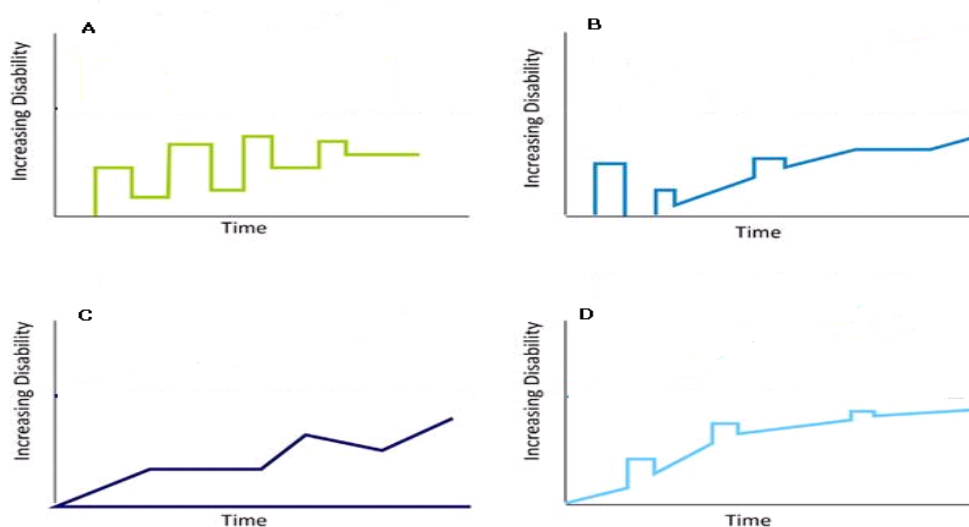 A
Increasing Disability
Time
B
Increasing Disability
Time
C
Increasing Disability
Time
D
Increasing Disability
Time